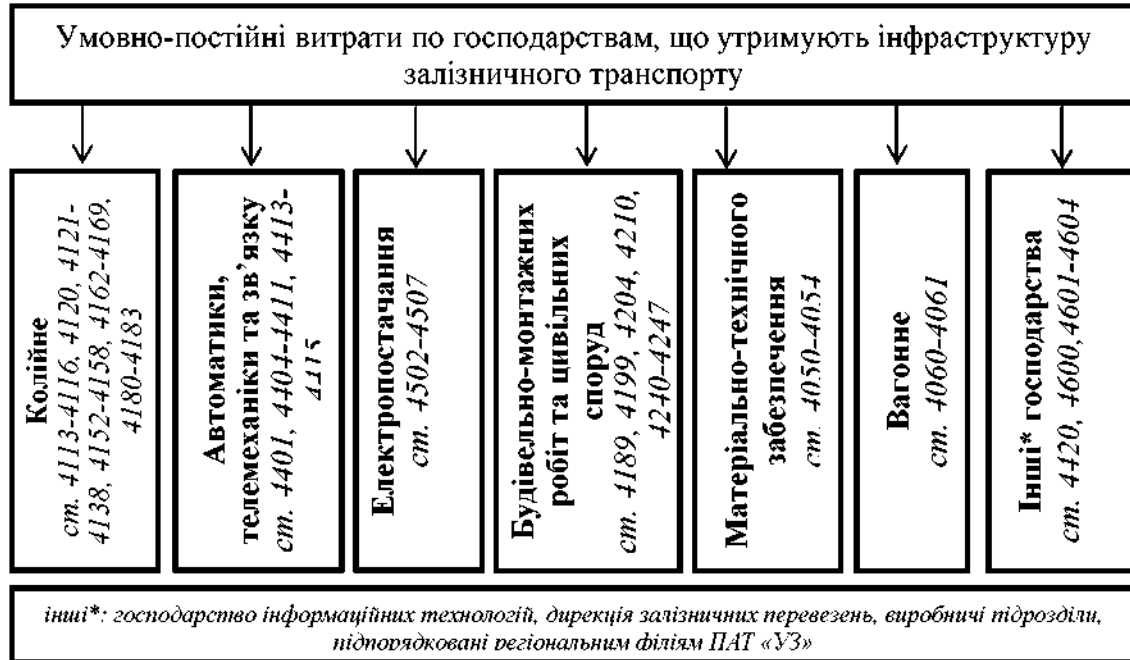 Умовно-постійні витрати по господарствам, що утримують інфраструктуру
залізничного транспорту
Колійне
ст. 4113-4116, 4120, 4121-
4138, 4152-4158, 4162-4169,
4180-4183
Автоматики,
телемеханіки та зв’язку
ст. 4401, 4404-4411, 4413-
4415
Електропостачання
ст. 4502-4507
Будівельно-монтажних
робіт та цивільних
споруд
ст. 4189, 4199, 4204, 4210,
4240-4247
Матеріально-технічного
забезпечення
ст. 4050-4054
Вагонне
ст. 4060-4061
Інші* господарства
ст. 4420, 4600,4601-4604
інші*: господарство інформаційних технологій, дирекція залізничних перевезень, виробничі підрозділи,
підпорядковані регіональним філіям ПАТ «УЗ»